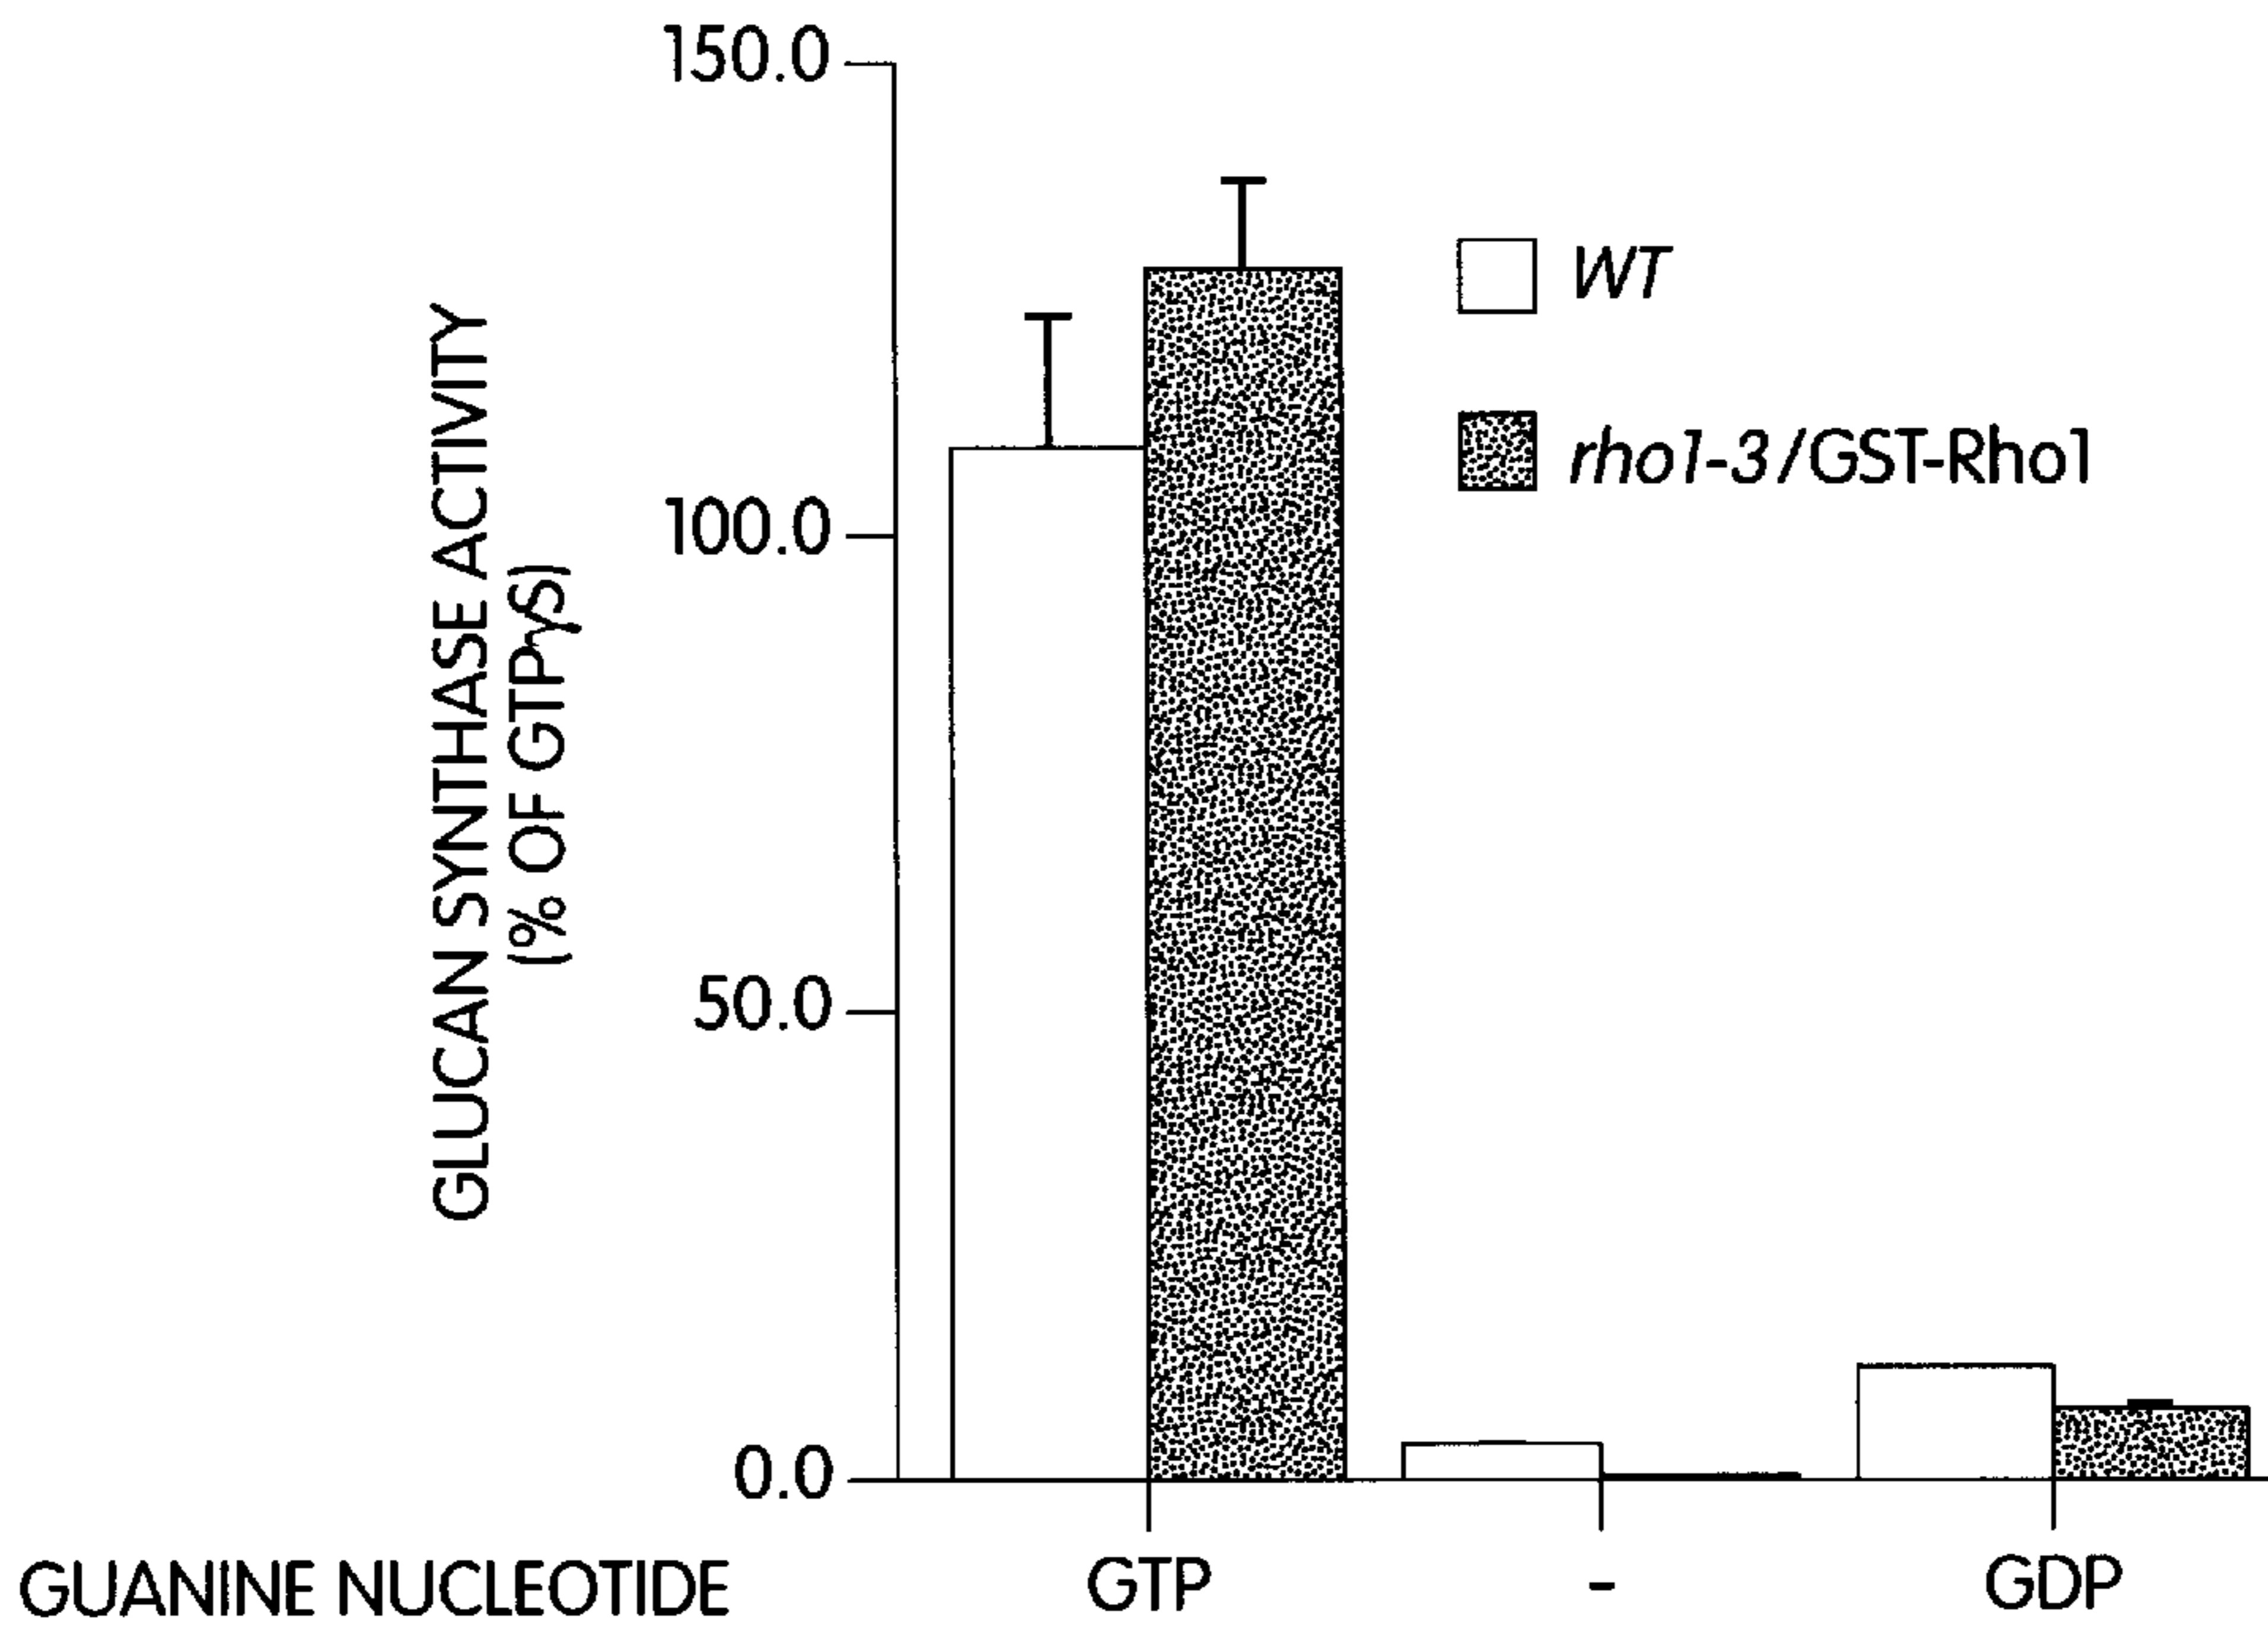 150.0
100.0
50.0
0.0
GLUCAN SYNTHASE ACTIVITY
(% OF GTPγS)
WT
rho1-3/GST-Rho1
GUANINE NUCLEOTIDE
GTP
-
GDP